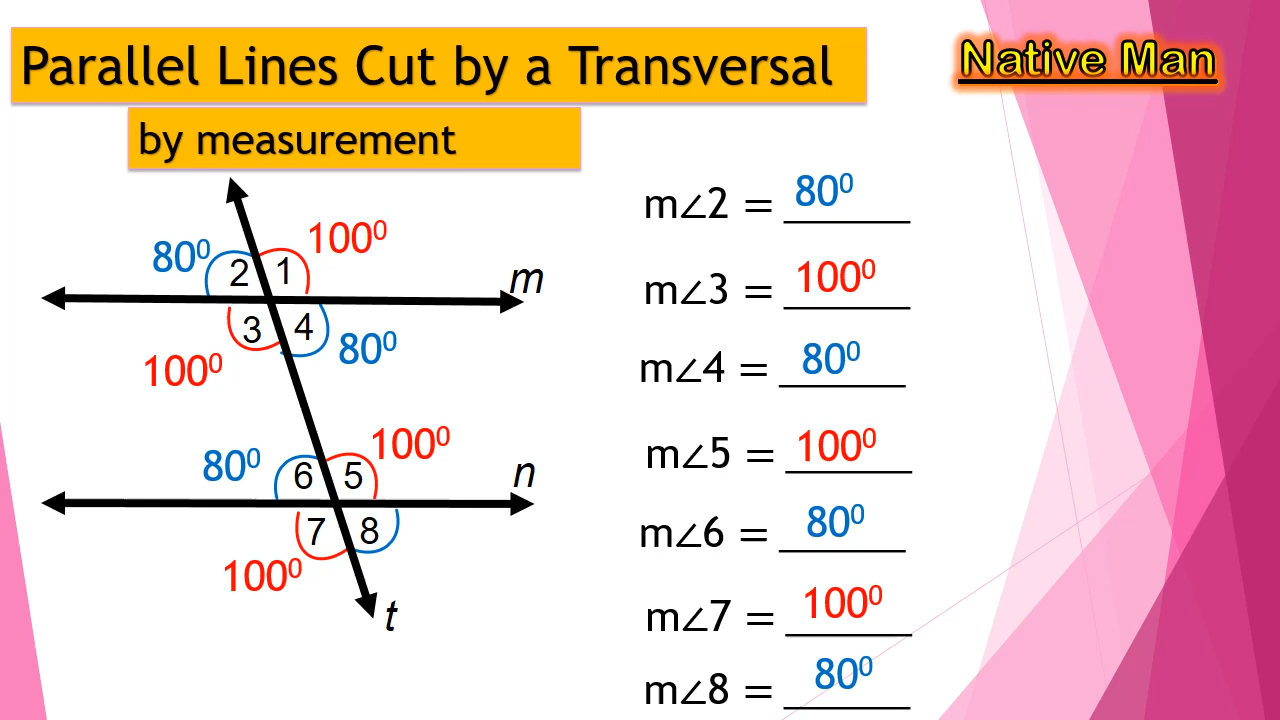 Parallel Lines Cut by a Transversal
Native Man
by measurement
80⁰
100⁰
2
1
m
3
4
100⁰
80⁰
80⁰
100⁰
6
5
n
7
8
100⁰
t
m∠2 = 80⁰
m∠3 = 100⁰
m∠4 = 80⁰
m∠5 = 100⁰
m∠6 = 80⁰
m∠7 = 100⁰
m∠8 = 80⁰